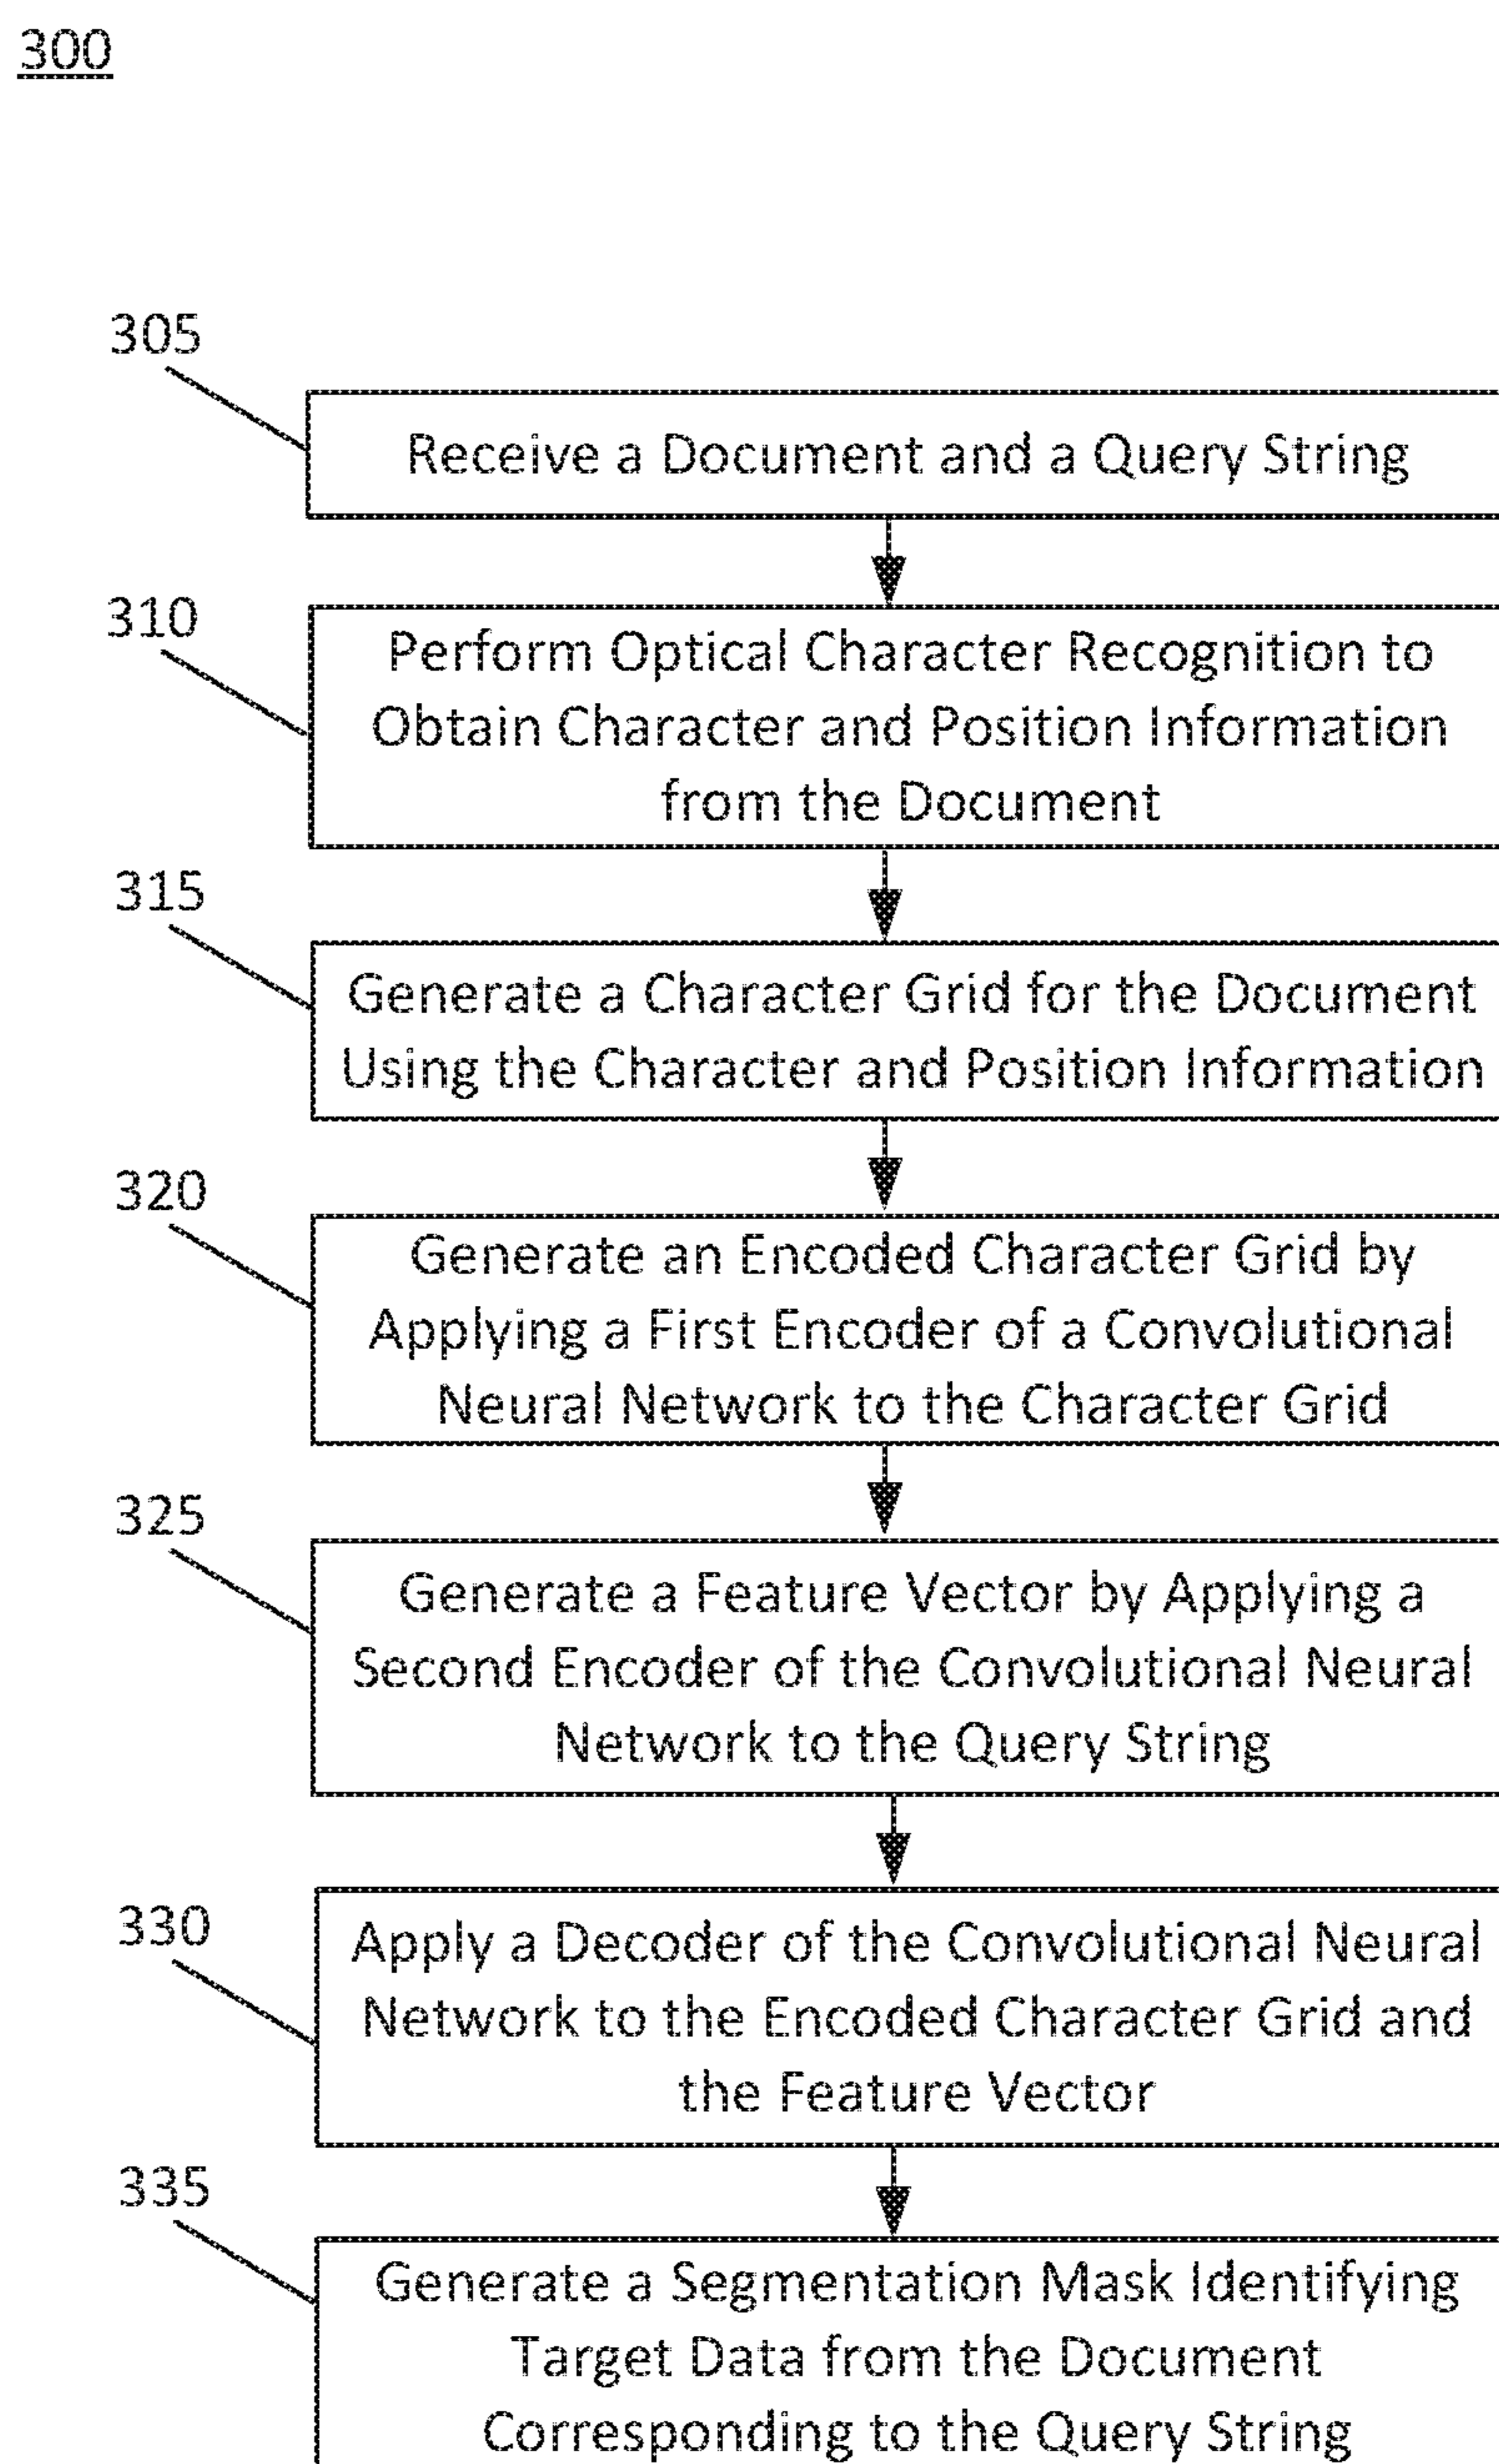 300
305
Receive a Document and a Query String
310
Perform Optical Character Recognition to
Obtain Character and Position Information
from the Document
315
Generate a Character Grid for the Document
Using the Character and Position Information
320
Generate an Encoded Character Grid by
Applying a First Encoder of a Convolutional
Neural Network to the Character Grid
325
Generate a Feature Vector by Applying a
Second Encoder of the Convolutional Neural
Network to the Query String
330
Apply a Decoder of the Convolutional Neural
Network to the Encoded Character Grid and
the Feature Vector
335
Generate a Segmentation Mask Identifying
Target Data from the Document
Corresponding to the Query String